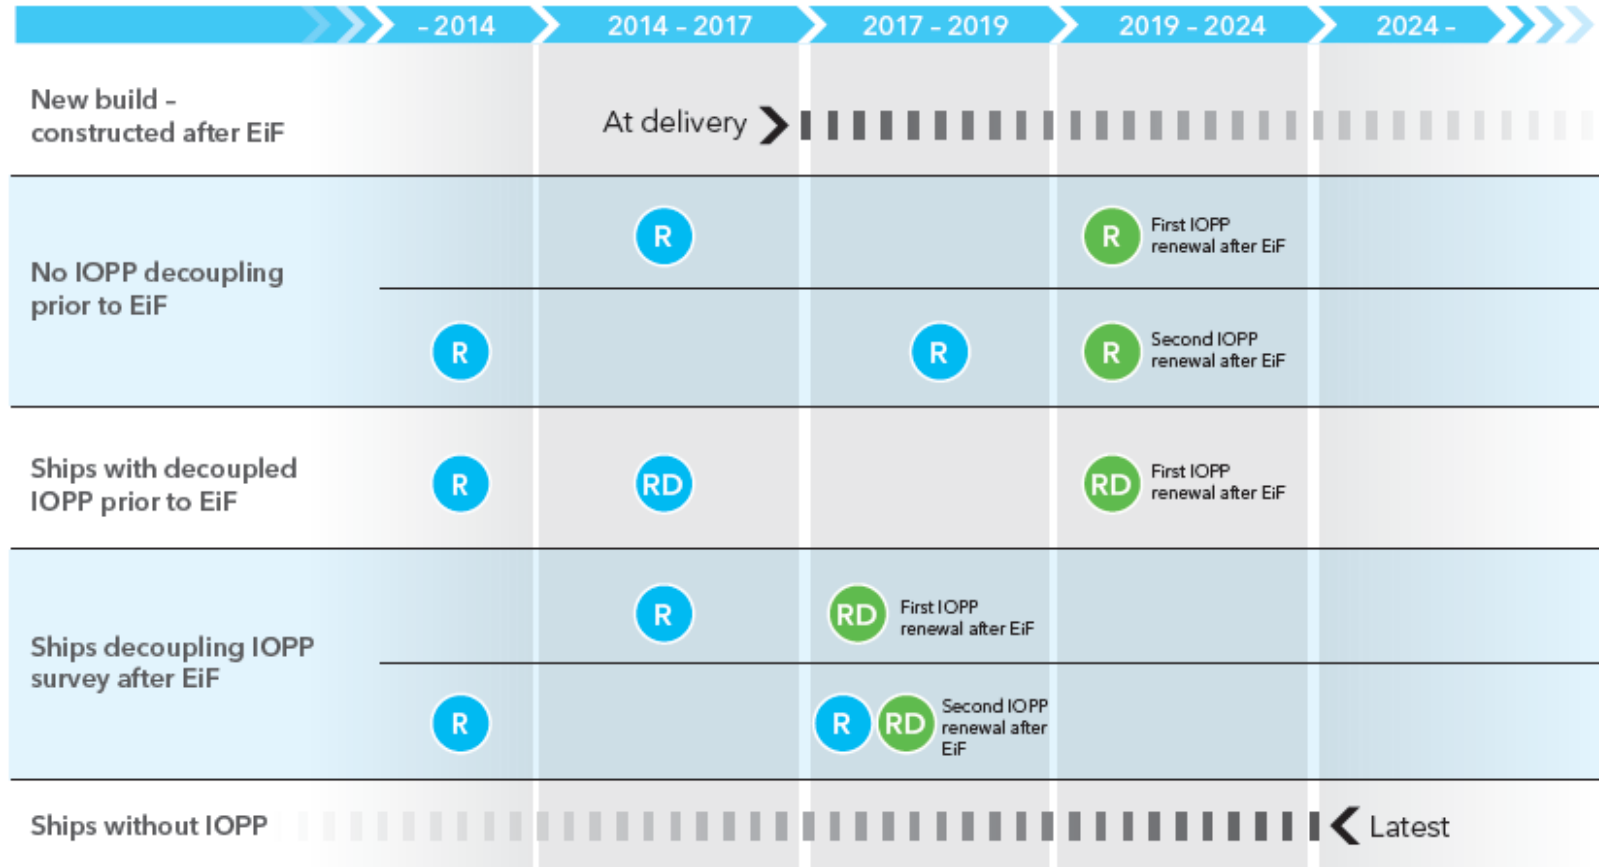 – 2014 2014 – 2017 2017 – 2019 2019 – 2024 2024 –
New build –
constructed after EiF
At delivery
No IOPP decoupling
prior to EiF
R
R
First IOPP
renewal after EiF
R
R
R
Second IOPP
renewal after EiF
Ships with decoupled
IOPP prior to EiF
R
RD
RD
First IOPP
renewal after EiF
Ships decoupling IOPP
survey after EiF
R
RD
First IOPP
renewal after EiF
R
R
RD
Second IOPP
renewal after
EiF
Ships without IOPP
Latest